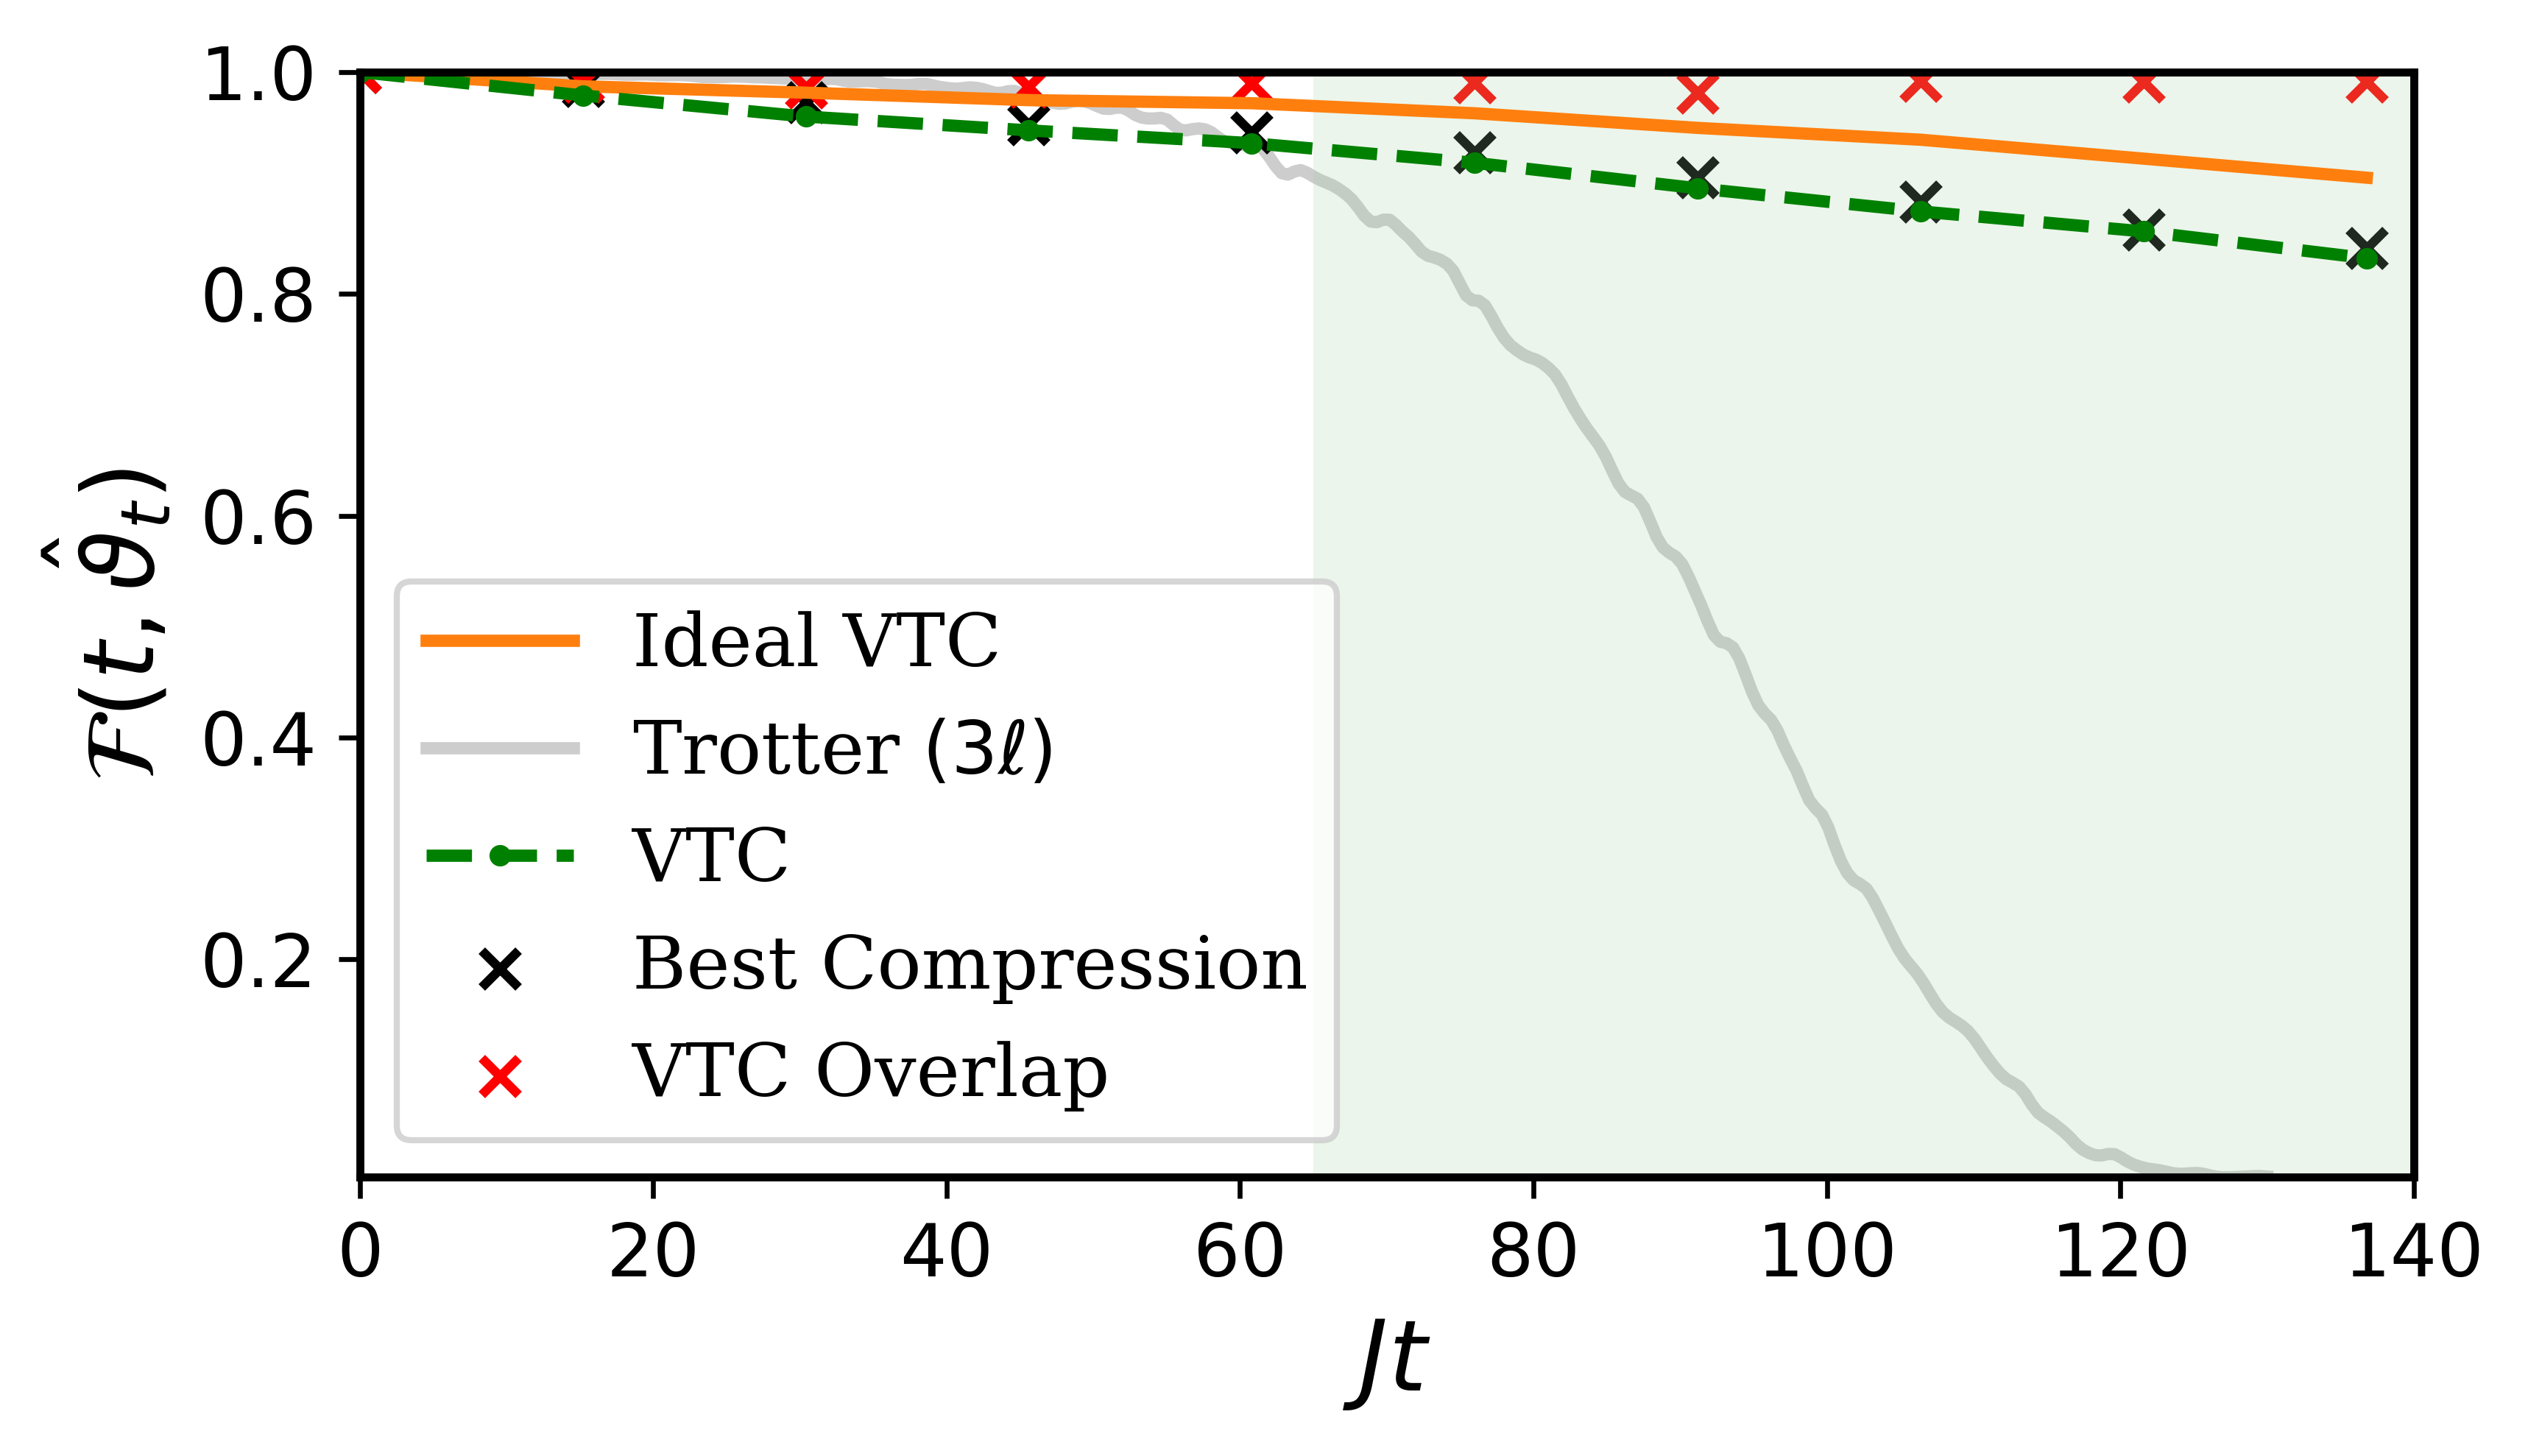 1.0
0.8
0.6
0.4
0.2
ℱ(t, ϑ̂ₜ)
Ideal VTC
Trotter (3ℓ)
VTC
Best Compression
VTC Overlap
0 20 40 60 80 100 120 140
Jt